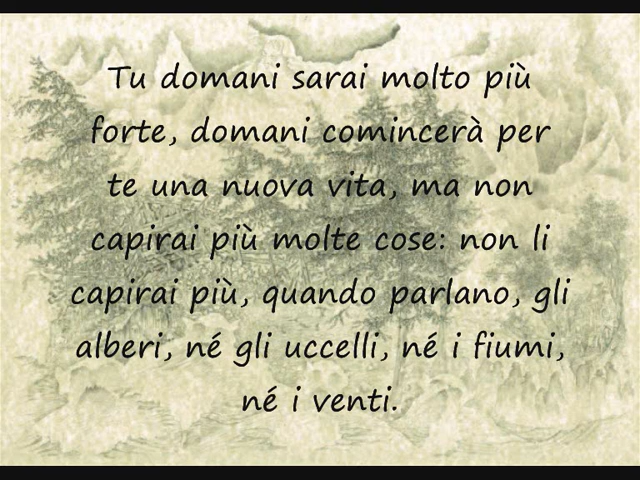 Tu domani sarai molto più
forte, domani comincerà per
te una nuova vita, ma non
capirai più molte cose: non li
capirai più, quando parlano, gli
alberi, né gli uccelli, né i fiumi,
né i venti.